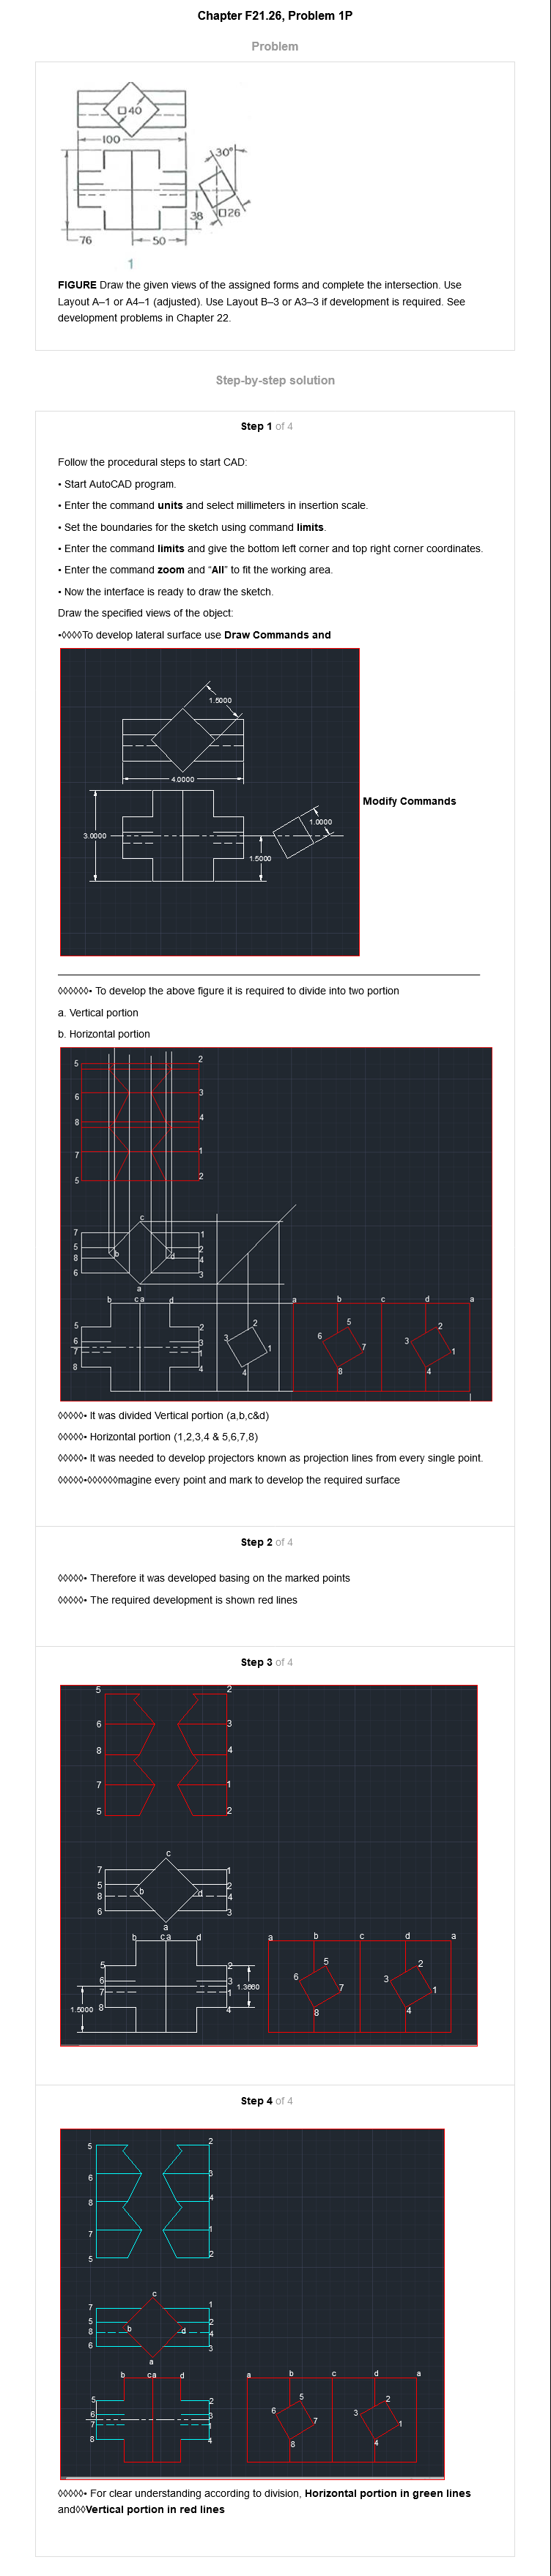 Chapter F21.26, Problem 1P
Problem
□40
100
30°
□26
38
76
50
1
FIGURE Draw the given views of the assigned forms and complete the intersection. Use
Layout A–1 or A4–1 (adjusted). Use Layout B–3 or A3–3 if development is required. See
development problems in Chapter 22.
Step-by-step solution
Step 1 of 4
Follow the procedural steps to start CAD:
• Start AutoCAD program.
• Enter the command units and select millimeters in insertion scale.
• Set the boundaries for the sketch using command limits.
• Enter the command limits and give the bottom left corner and top right corner coordinates.
• Enter the command zoom and “All” to fit the working area.
• Now the interface is ready to draw the sketch.
Draw the specified views of the object:
•◊◊◊◊To develop lateral surface use Draw Commands and
1.5000
4.0000
Modify Commands
1.0000
3.0000
1.5000
◊◊◊◊◊◊• To develop the above figure it is required to divide into two portion
a. Vertical portion
b. Horizontal portion
5 2
6 3
8 4
7 1
5 2
c
7 1
5 b d 2
8 4
6 3
a
b c a d a b c d a
5 2 2 5 2
6 3 3 6 3
7 1 1 7 1
8 4 4 8 4
◊◊◊◊◊• It was divided Vertical portion (a,b,c&d)
◊◊◊◊◊• Horizontal portion (1,2,3,4 & 5,6,7,8)
◊◊◊◊◊• It was needed to develop projectors known as projection lines from every single point.
◊◊◊◊◊•◊◊◊◊◊◊magine every point and mark to develop the required surface
Step 2 of 4
◊◊◊◊◊• Therefore it was developed basing on the marked points
◊◊◊◊◊• The required development is shown red lines
Step 3 of 4
5 2
6 3
8 4
7 1
5 2
c
7 1
5 b d 2
8 4
6 3
a
b c a d a b c d a
5 2 5 2
6 3 1.3660 6 3
7 1 7 1
1.5000 8 4 8 4
Step 4 of 4
5 2
6 3
8 4
7 1
5 2
c
7 1
5 b d 2
8 4
6 3
a
b c a d a b c d a
5 2 5 2
6 3 6 3
7 1 7 1
8 4 8 4
◊◊◊◊◊• For clear understanding according to division, Horizontal portion in green lines
and◊◊Vertical portion in red lines